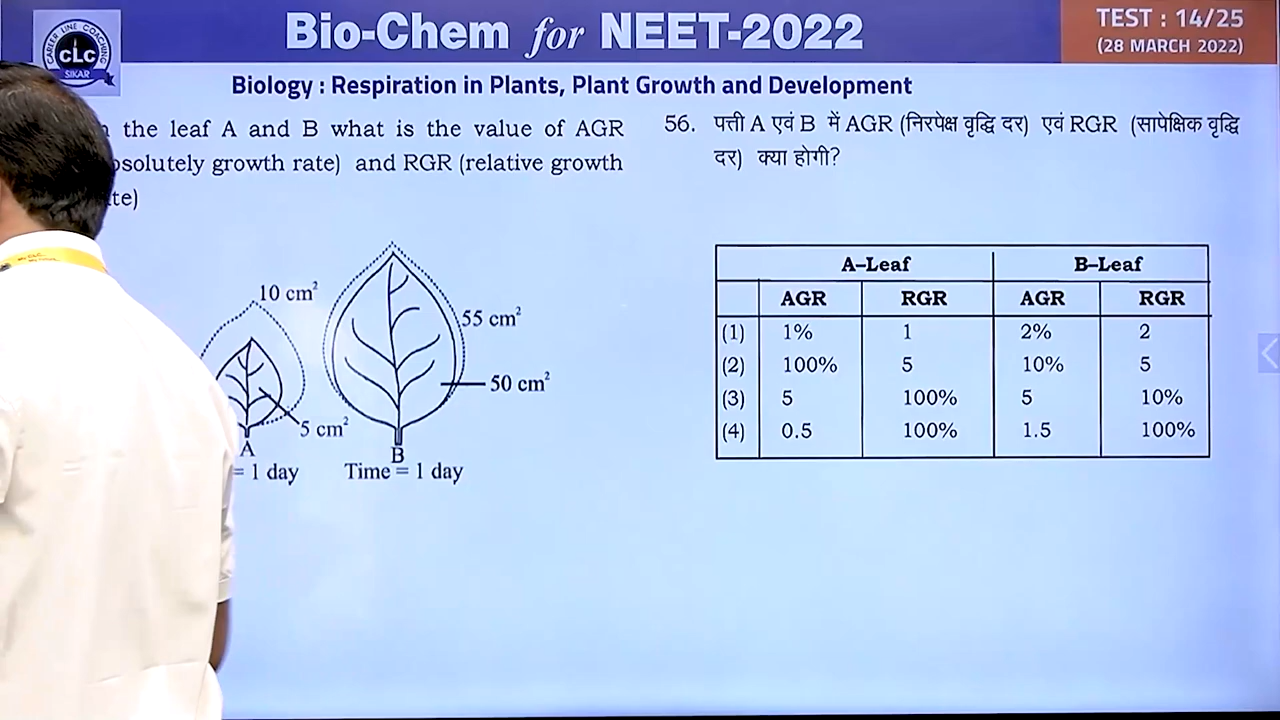 Bio-Chem for NEET-2022
TEST : 14/25
(28 MARCH 2022)
CAREER LINE COACHING
CLC
SIKAR
Biology : Respiration in Plants, Plant Growth and Development
the leaf A and B what is the value of AGR
bsolutely growth rate) and RGR (relative growth
te)
10 cm²
5 cm²
A
= 1 day
55 cm²
50 cm²
B
Time = 1 day
56. पत्ती A एवं B में AGR (निरपेक्ष वृद्धि दर) एवं RGR (सापेक्षिक वृद्धि
दर) क्या होगी?
A–Leaf B–Leaf
AGR RGR AGR RGR
(1) 1% 1 2% 2
(2) 100% 5 10% 5
(3) 5 100% 5 10%
(4) 0.5 100% 1.5 100%